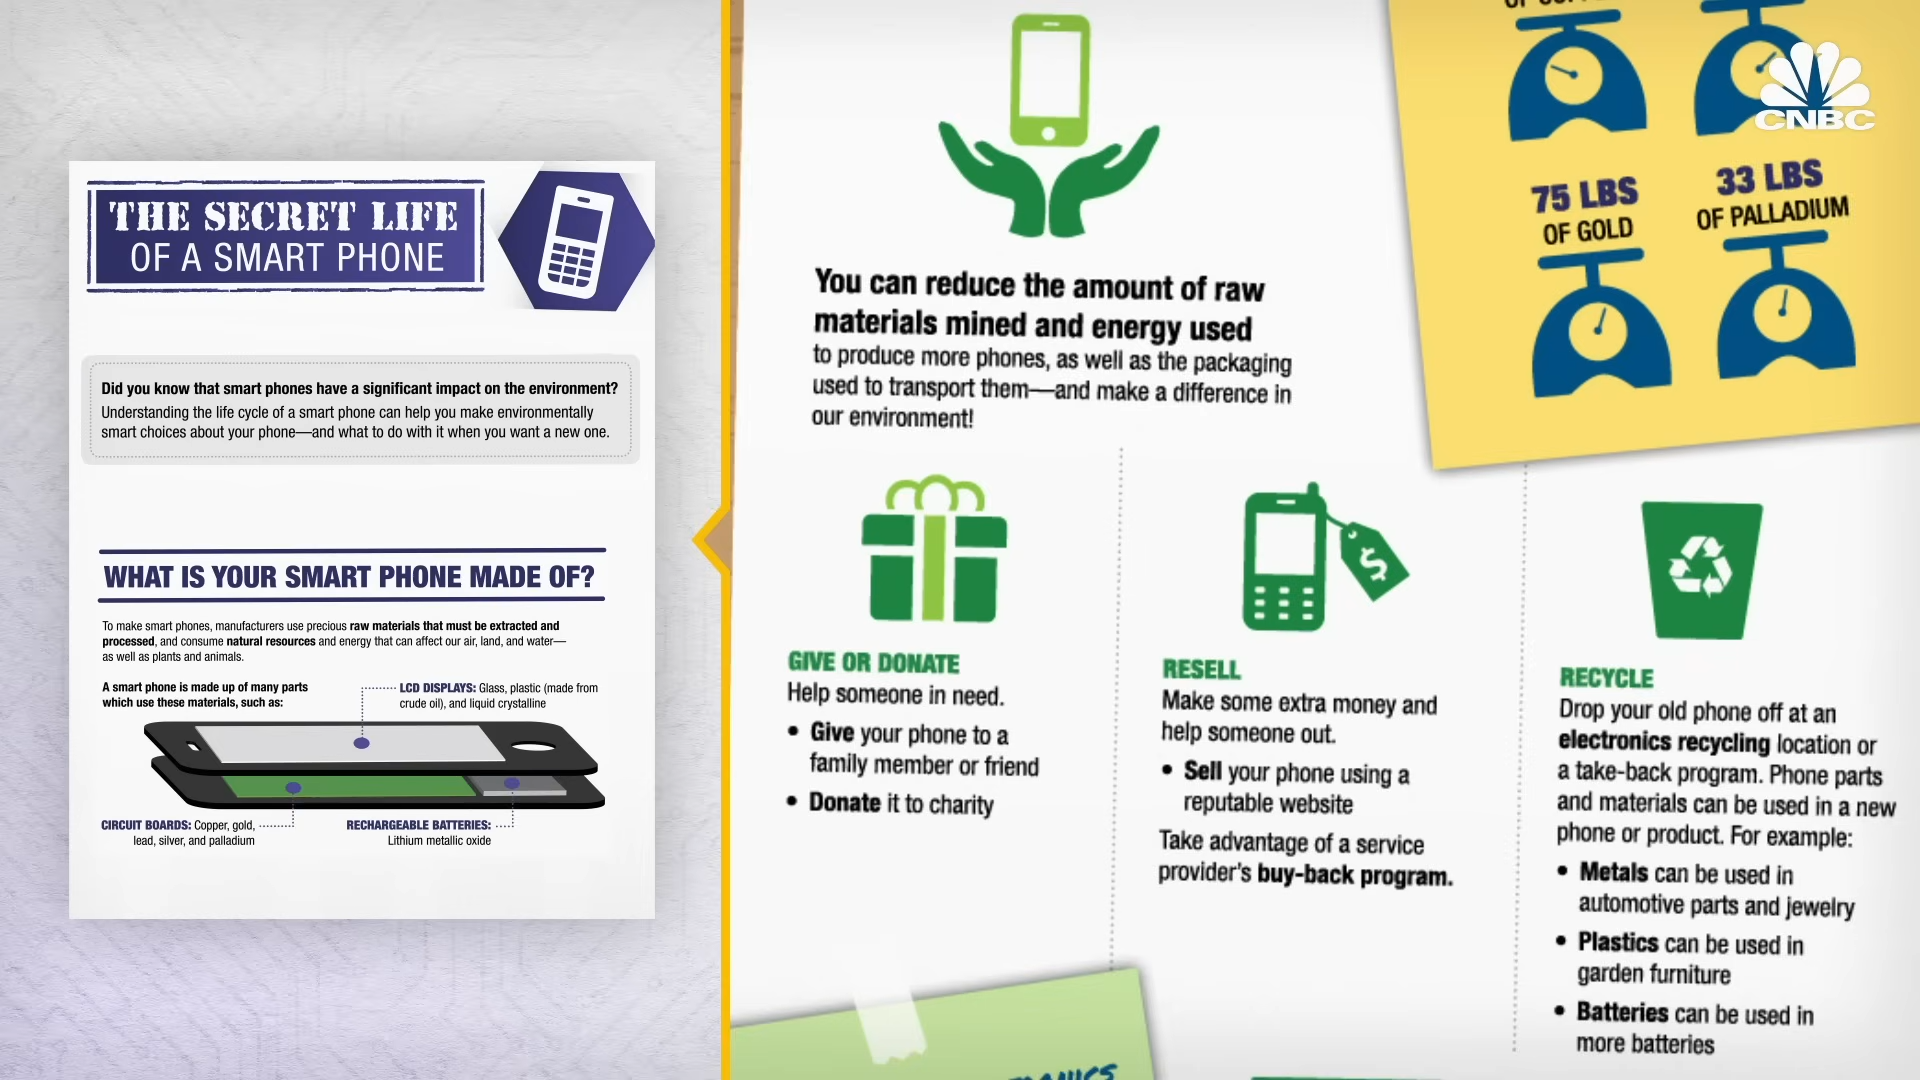 THE SECRET LIFE
OF A SMART PHONE
Did you know that smart phones have a significant impact on the environment?
Understanding the life cycle of a smart phone can help you make environmentally
smart choices about your phone—and what to do with it when you want a new one.
WHAT IS YOUR SMART PHONE MADE OF?
To make smart phones, manufacturers use precious raw materials that must be extracted and
processed, and consume natural resources and energy that can affect our air, land, and water—
as well as plants and animals.
A smart phone is made up of many parts
which use these materials, such as:
LCD DISPLAYS: Glass, plastic (made from
crude oil), and liquid crystalline
CIRCUIT BOARDS: Copper, gold,
lead, silver, and palladium
RECHARGEABLE BATTERIES:
Lithium metallic oxide
CNBC
75 LBS
OF GOLD
33 LBS
OF PALLADIUM
You can reduce the amount of raw
materials mined and energy used
to produce more phones, as well as the packaging
used to transport them—and make a difference in
our environment!
GIVE OR DONATE
Help someone in need.
• Give your phone to a
family member or friend
• Donate it to charity
RESELL
Make some extra money and
help someone out.
• Sell your phone using a
reputable website
Take advantage of a service
provider's buy-back program.
$
RECYCLE
Drop your old phone off at an
electronics recycling location or
a take-back program. Phone parts
and materials can be used in a new
phone or product. For example:
• Metals can be used in
automotive parts and jewelry
• Plastics can be used in
garden furniture
• Batteries can be used in
more batteries